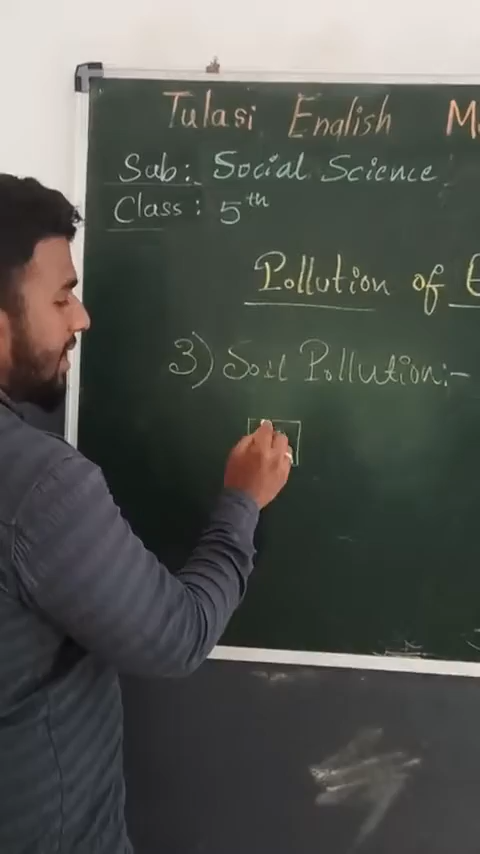 Tulasi English M
Sub: Social Science
Class: 5th
Pollution of E
3) Soil Pollution:-